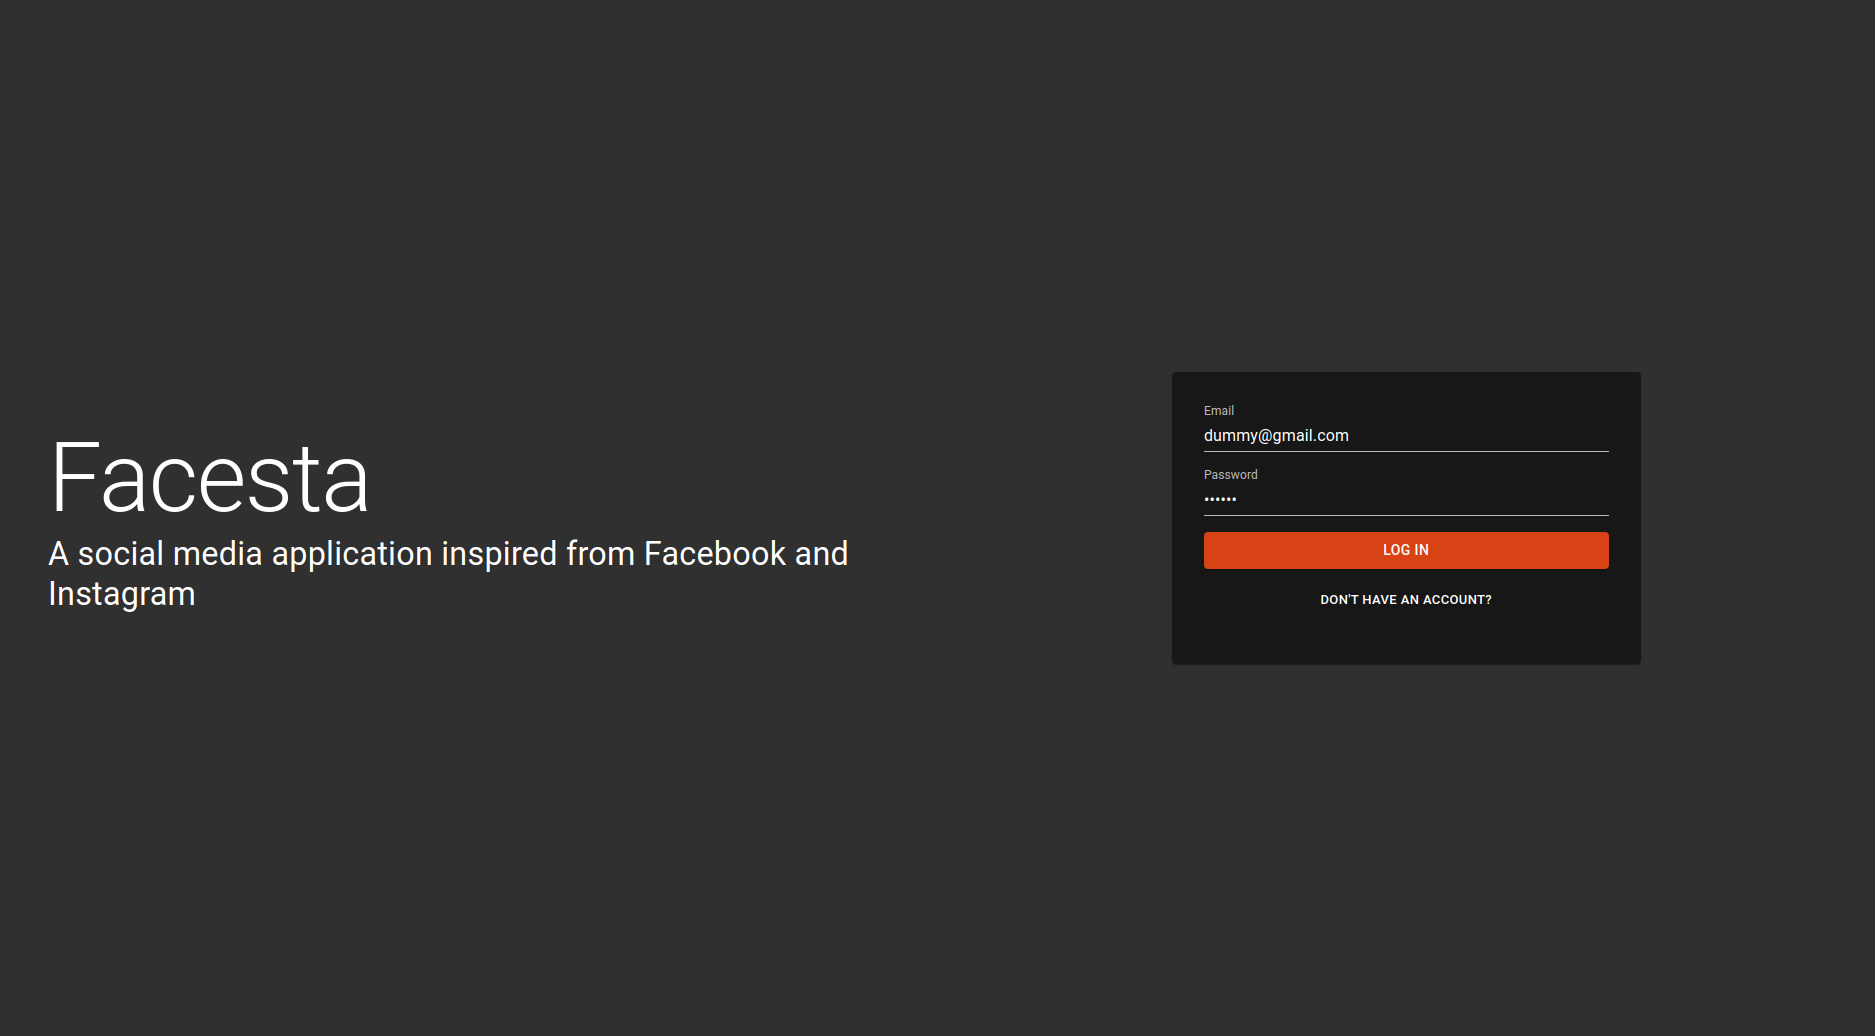 Facesta
A social media application inspired from Facebook and
Instagram
Email
dummy@gmail.com
Password
••••••
LOG IN
DON'T HAVE AN ACCOUNT?